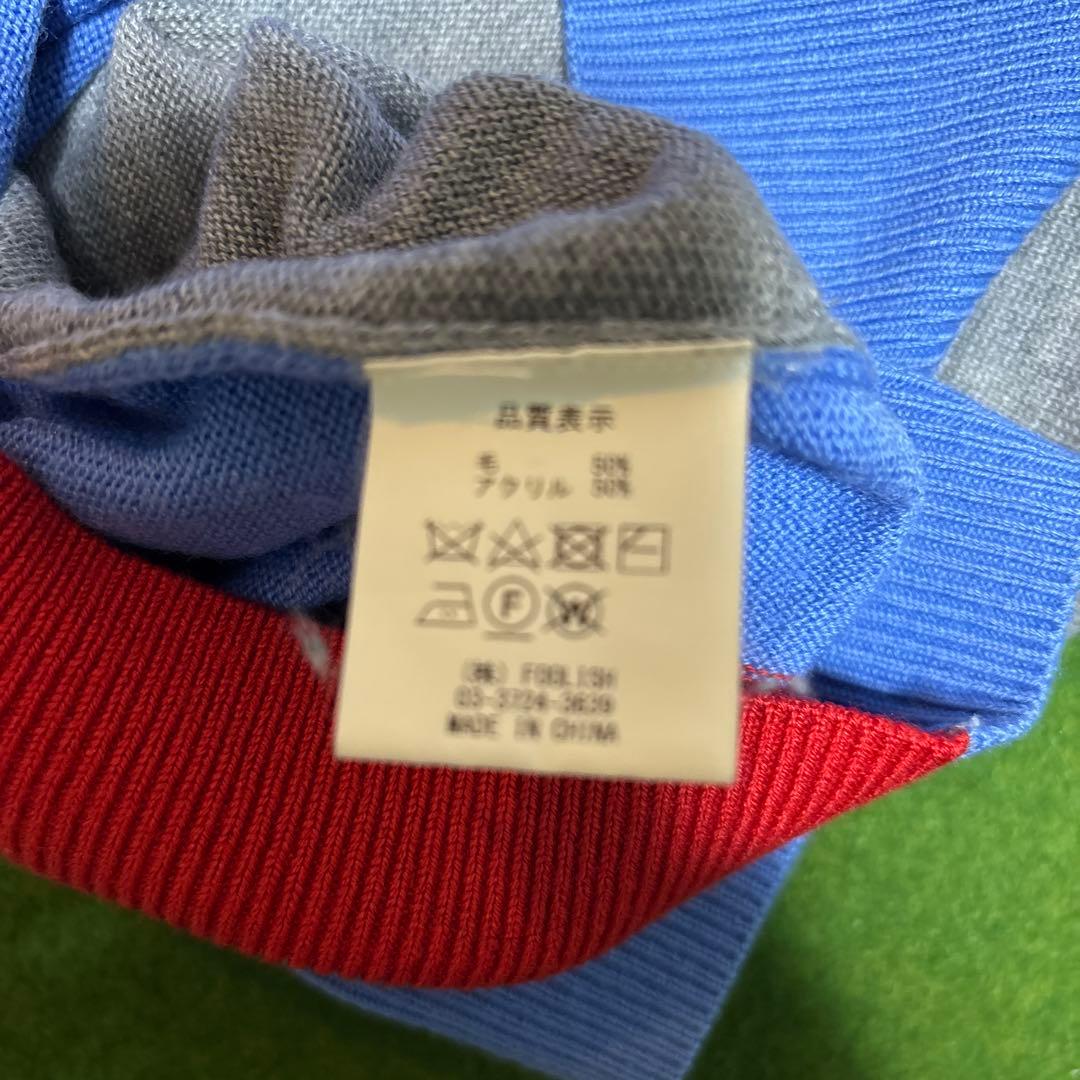 品質表示
毛 50%
アクリル 50%
F W
(株) FOOLISH
03-3724-3639
MADE IN CHINA